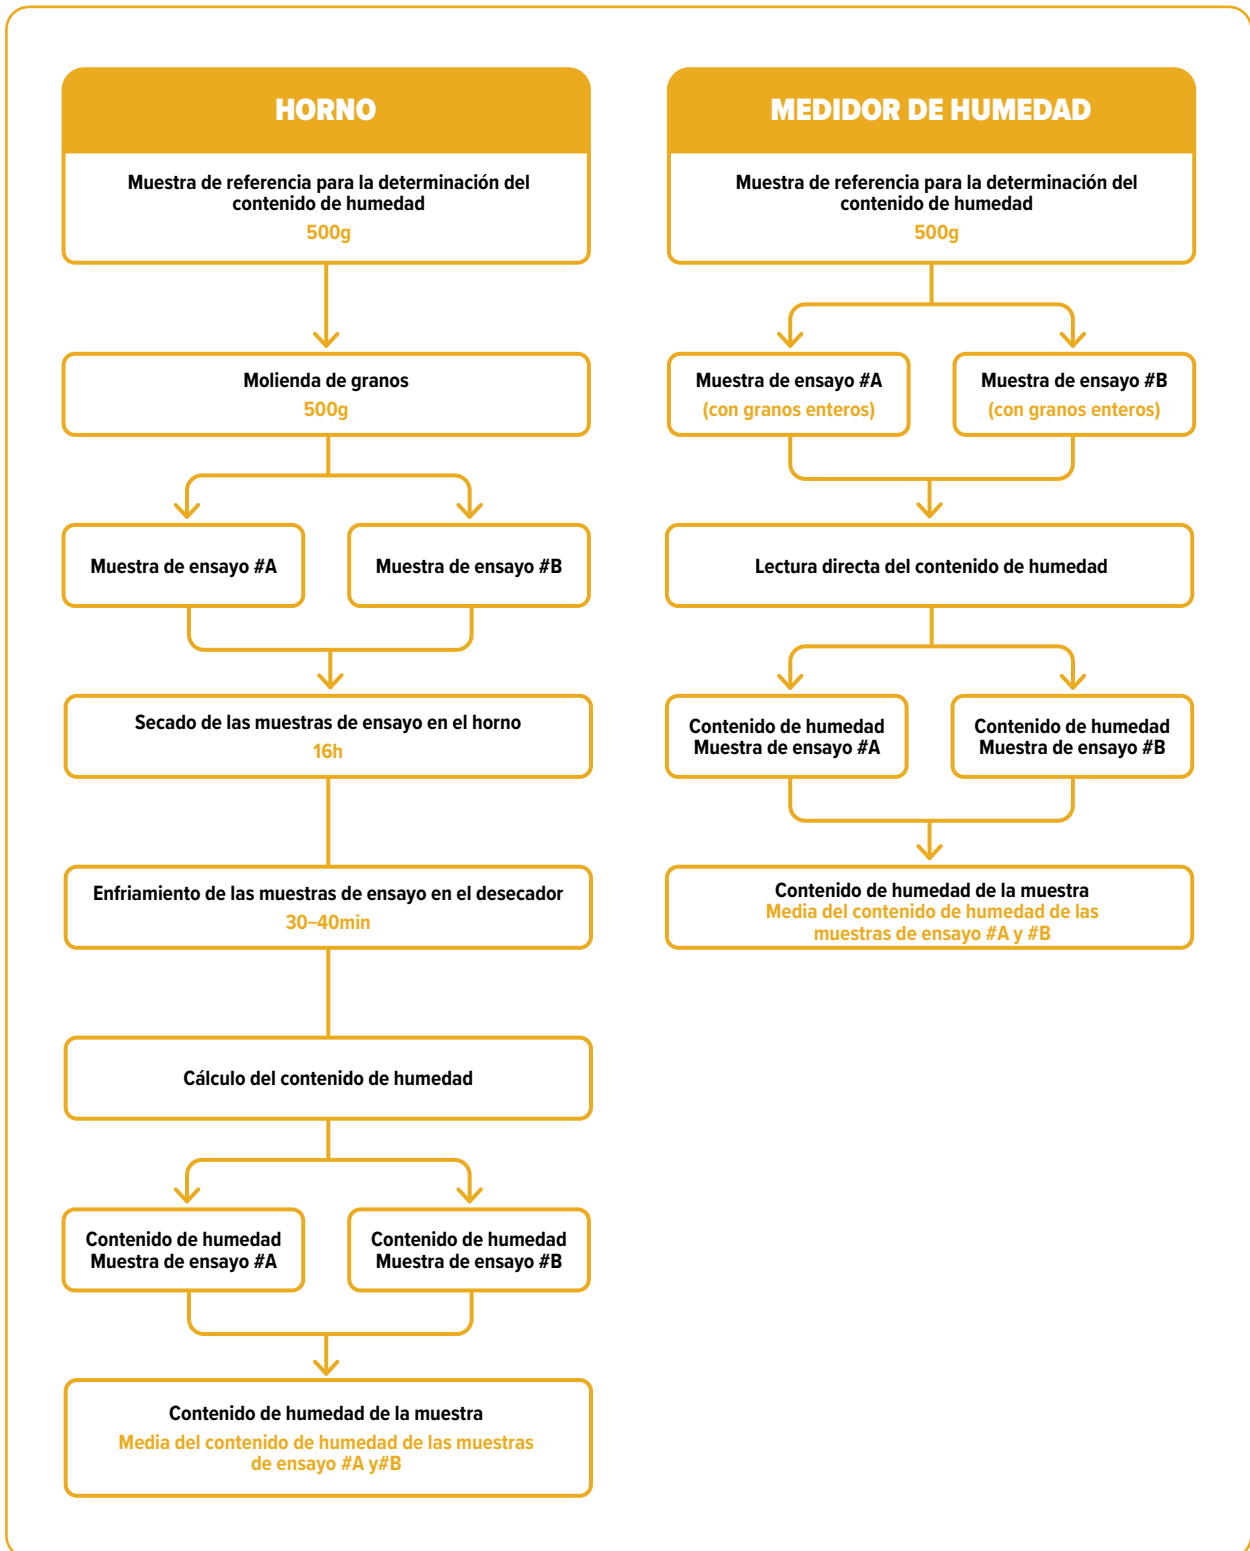 HORNO
Muestra de referencia para la determinación del
contenido de humedad
500g
Molienda de granos
500g
Muestra de ensayo #A
Muestra de ensayo #B
Secado de las muestras de ensayo en el horno
16h
Enfriamiento de las muestras de ensayo en el desecador
30–40min
Cálculo del contenido de humedad
Contenido de humedad
Muestra de ensayo #A
Contenido de humedad
Muestra de ensayo #B
Contenido de humedad de la muestra
Media del contenido de humedad de las muestras
de ensayo #A y#B
MEDIDOR DE HUMEDAD
Muestra de referencia para la determinación del
contenido de humedad
500g
Muestra de ensayo #A
(con granos enteros)
Muestra de ensayo #B
(con granos enteros)
Lectura directa del contenido de humedad
Contenido de humedad
Muestra de ensayo #A
Contenido de humedad
Muestra de ensayo #B
Contenido de humedad de la muestra
Media del contenido de humedad de las
muestras de ensayo #A y #B